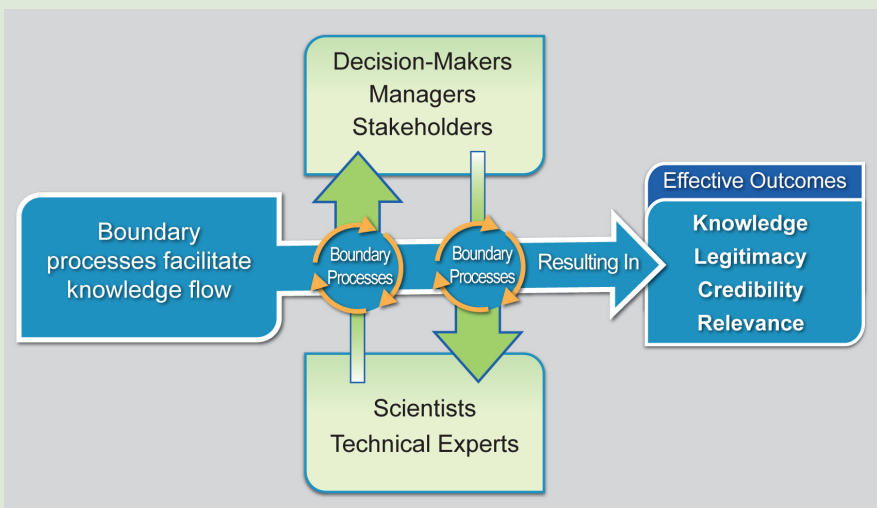 Decision-Makers
Managers
Stakeholders
Boundary
processes facilitate
knowledge flow
Boundary
Processes
Boundary
Processes
Resulting In
Effective Outcomes
Knowledge
Legitimacy
Credibility
Relevance
Scientists
Technical Experts